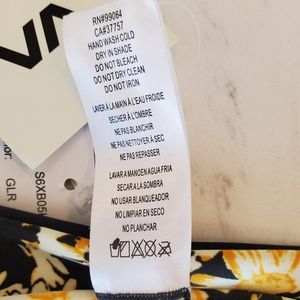 VA
RN#99064
CA#37757
HAND WASH COLD
DRY IN SHADE
DO NOT BLEACH
DO NOT DRY CLEAN
DO NOT IRON
LAVER À LA MAIN À L'EAU FROIDE
SÉCHER À L'OMBRE
NE PAS BLANCHIR
NE PAS NETTOYER À SEC
NE PAS REPASSER
LAVAR A MANO EN AGUA FRIA
SECAR A LA SOMBRA
NO USAR BLANQUEADOR
NO LIMPIAR EN SECO
NO PLANCHAR
GLR